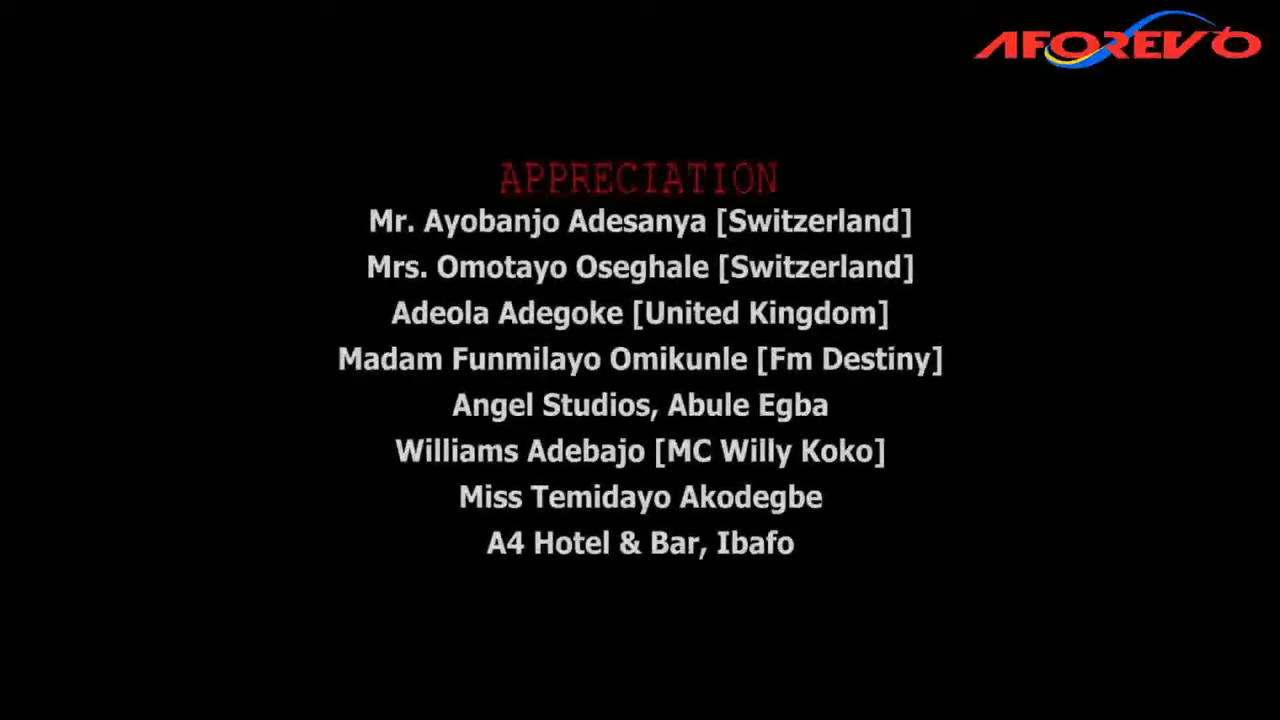 AFOREVO
APPRECIATION
Mr. Ayobanjo Adesanya [Switzerland]
Mrs. Omotayo Oseghale [Switzerland]
Adeola Adegoke [United Kingdom]
Madam Funmilayo Omikunle [Fm Destiny]
Angel Studios, Abule Egba
Williams Adebajo [MC Willy Koko]
Miss Temidayo Akodegbe
A4 Hotel & Bar, Ibafo